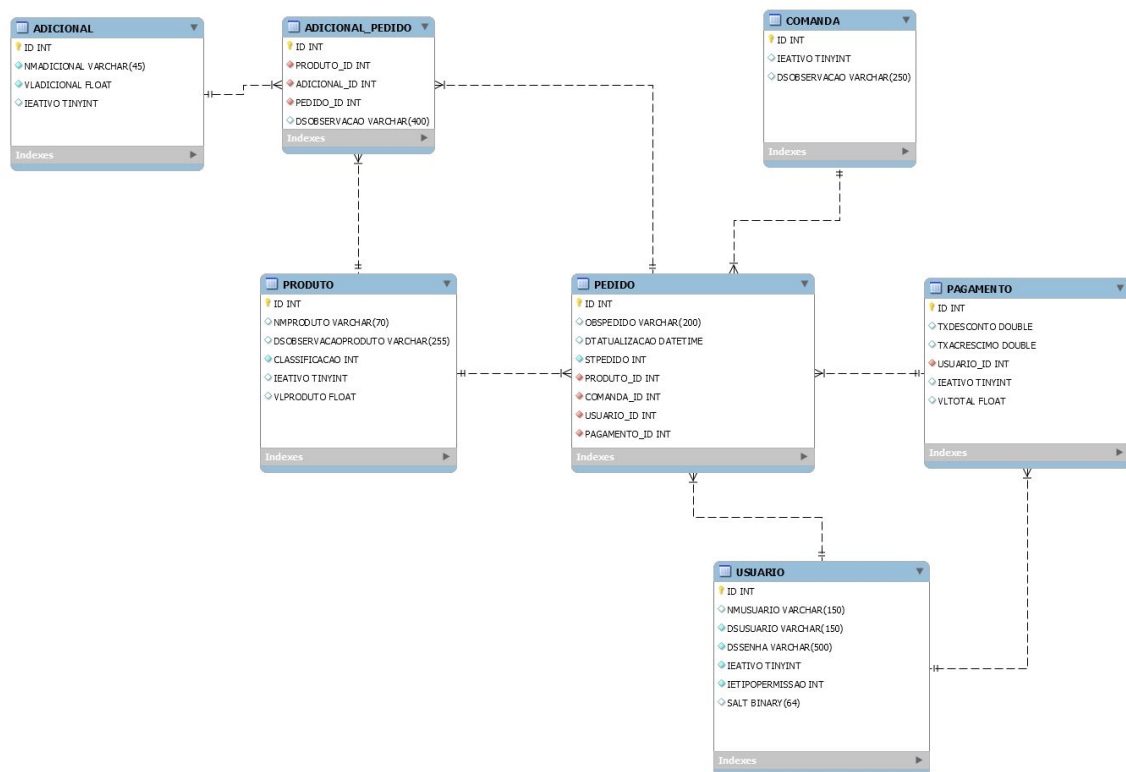 ADICIONAL
ID INT
NMADICIONAL VARCHAR(45)
VLADICIONAL FLOAT
IEATIVO TINYINT
Indexes
ADICIONAL_PEDIDO
ID INT
PRODUTO_ID INT
ADICIONAL_ID INT
PEDIDO_ID INT
DSOBSERVACAO VARCHAR(400)
Indexes
COMANDA
ID INT
IEATIVO TINYINT
DSOBSERVACAO VARCHAR(250)
Indexes
PRODUTO
ID INT
NMPRODUTO VARCHAR(70)
DSOBSERVACAOPRODUTO VARCHAR(255)
CLASSIFICACAO INT
IEATIVO TINYINT
VLPRODUTO FLOAT
Indexes
PEDIDO
ID INT
OBSPEDIDO VARCHAR(200)
DTATUALIZACAO DATETIME
STPEDIDO INT
PRODUTO_ID INT
COMANDA_ID INT
USUARIO_ID INT
PAGAMENTO_ID INT
Indexes
PAGAMENTO
ID INT
TXDESCONTO DOUBLE
TXACRESCIMO DOUBLE
USUARIO_ID INT
IEATIVO TINYINT
VLTOTAL FLOAT
Indexes
USUARIO
ID INT
NMUSUARIO VARCHAR(150)
DSUSUARIO VARCHAR(150)
DSSENHA VARCHAR(500)
IEATIVO TINYINT
IETIPOPERMISSAO INT
SALT BINARY(64)
Indexes